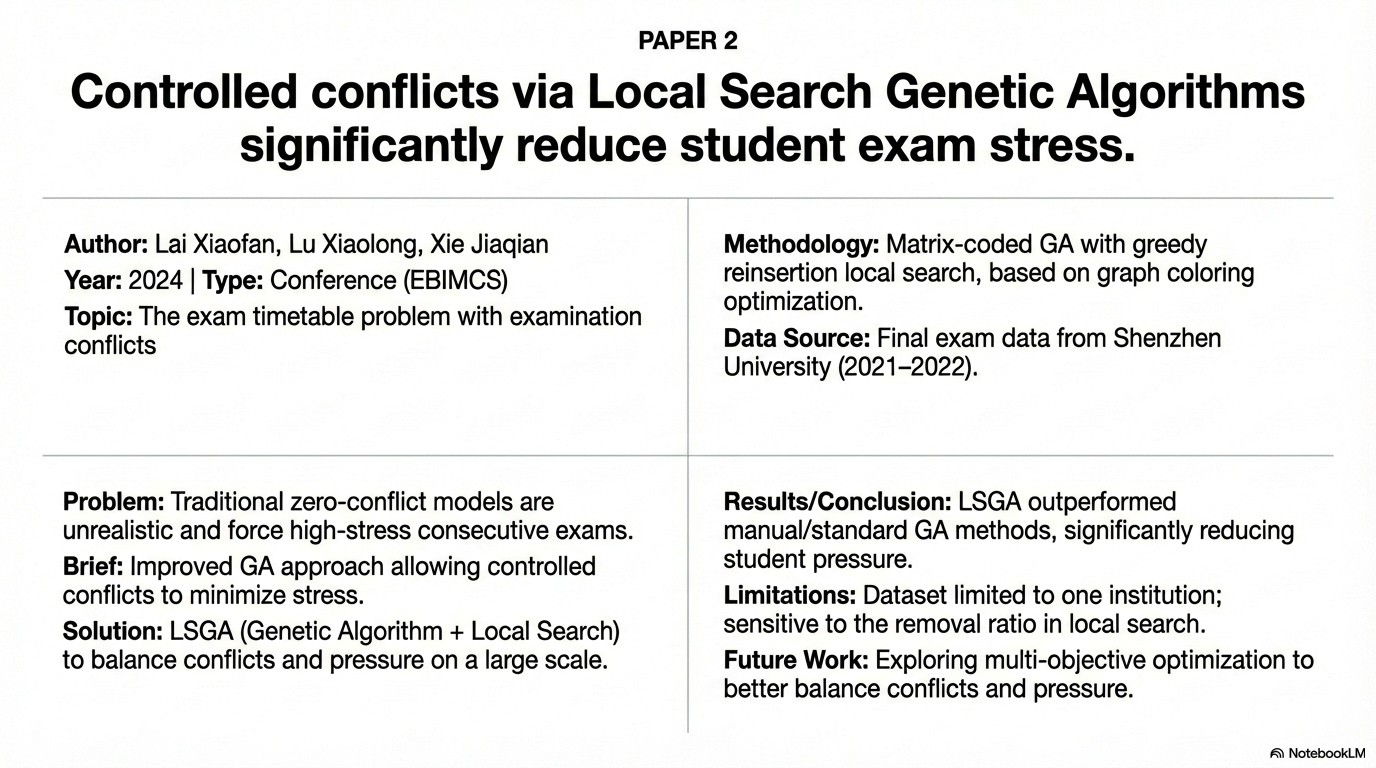 PAPER 2
Controlled conflicts via Local Search Genetic Algorithms
significantly reduce student exam stress.
Author: Lai Xiaofan, Lu Xiaolong, Xie Jiaqian
Year: 2024 | Type: Conference (EBIMCS)
Topic: The exam timetable problem with examination
conflicts
Methodology: Matrix-coded GA with greedy
reinsertion local search, based on graph coloring
optimization.
Data Source: Final exam data from Shenzhen
University (2021–2022).
Problem: Traditional zero-conflict models are
unrealistic and force high-stress consecutive exams.
Brief: Improved GA approach allowing controlled
conflicts to minimize stress.
Solution: LSGA (Genetic Algorithm + Local Search)
to balance conflicts and pressure on a large scale.
Results/Conclusion: LSGA outperformed
manual/standard GA methods, significantly reducing
student pressure.
Limitations: Dataset limited to one institution;
sensitive to the removal ratio in local search.
Future Work: Exploring multi-objective optimization to
better balance conflicts and pressure.
NotebookLM